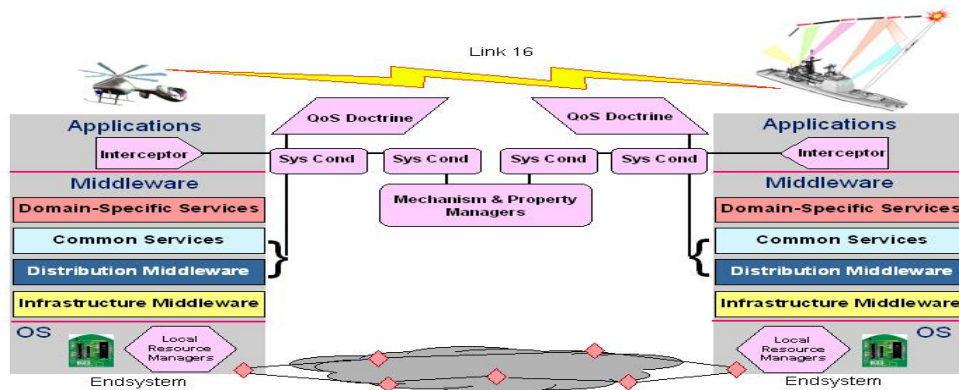 Link 16
QoS Doctrine
QoS Doctrine
Applications
Applications
Interceptor
Sys Cond
Sys Cond
Sys Cond
Sys Cond
Interceptor
Middleware
Middleware
Mechanism & Property
Managers
Domain-Specific Services
Domain-Specific Services
Common Services
Common Services
Distribution Middleware
Distribution Middleware
Infrastructure Middleware
Infrastructure Middleware
OS
Local
Resource
Managers
Local
Resource
Managers
OS
Endsystem
Endsystem